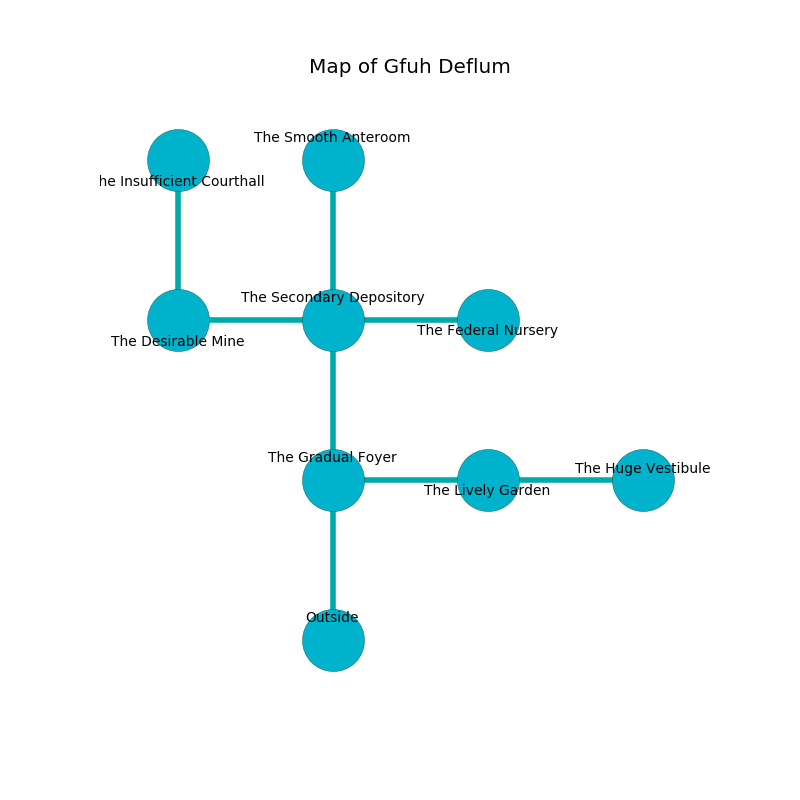 Map of Gfuh Deflum
The Smooth Anteroom
he Insufficient Courthall
The Secondary Depository
The Federal Nursery
The Desirable Mine
The Gradual Foyer
The Huge Vestibule
The Lively Garden
Outside